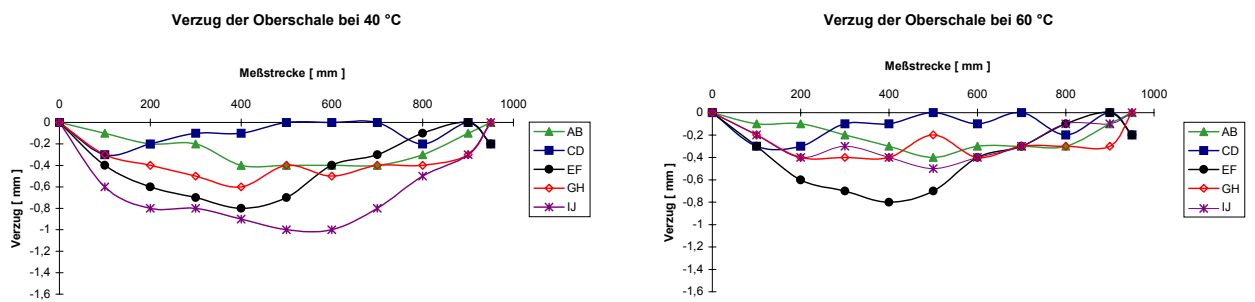 Verzug der Oberschale bei 40 °C
Meßstrecke [ mm ]
0 200 400 600 800 1000
0
-0,2
-0,4
-0,6
-0,8
-1
-1,2
-1,4
-1,6
Verzug [ mm ]
AB
CD
EF
GH
IJ
Verzug der Oberschale bei 60 °C
Meßstrecke [ mm ]
0 200 400 600 800 1000
0
-0,2
-0,4
-0,6
-0,8
-1
-1,2
-1,4
-1,6
Verzug [ mm ]
AB
CD
EF
GH
IJ